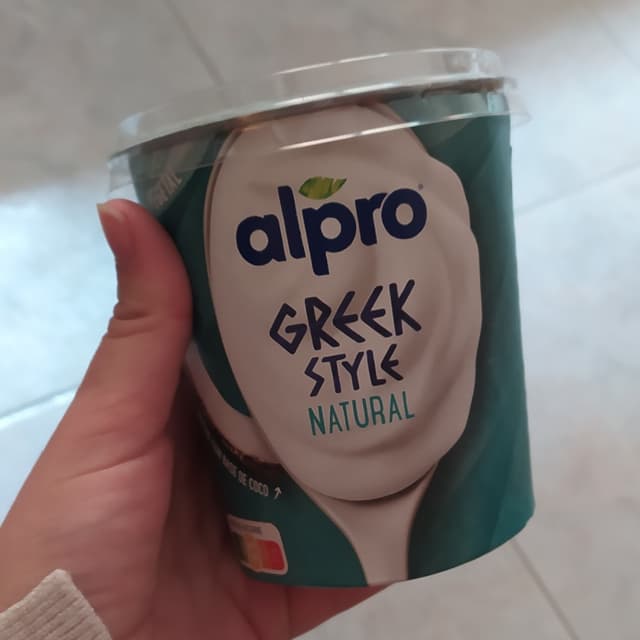 alpro
GREEK
STYLE
NATURAL
DE COCO ↑